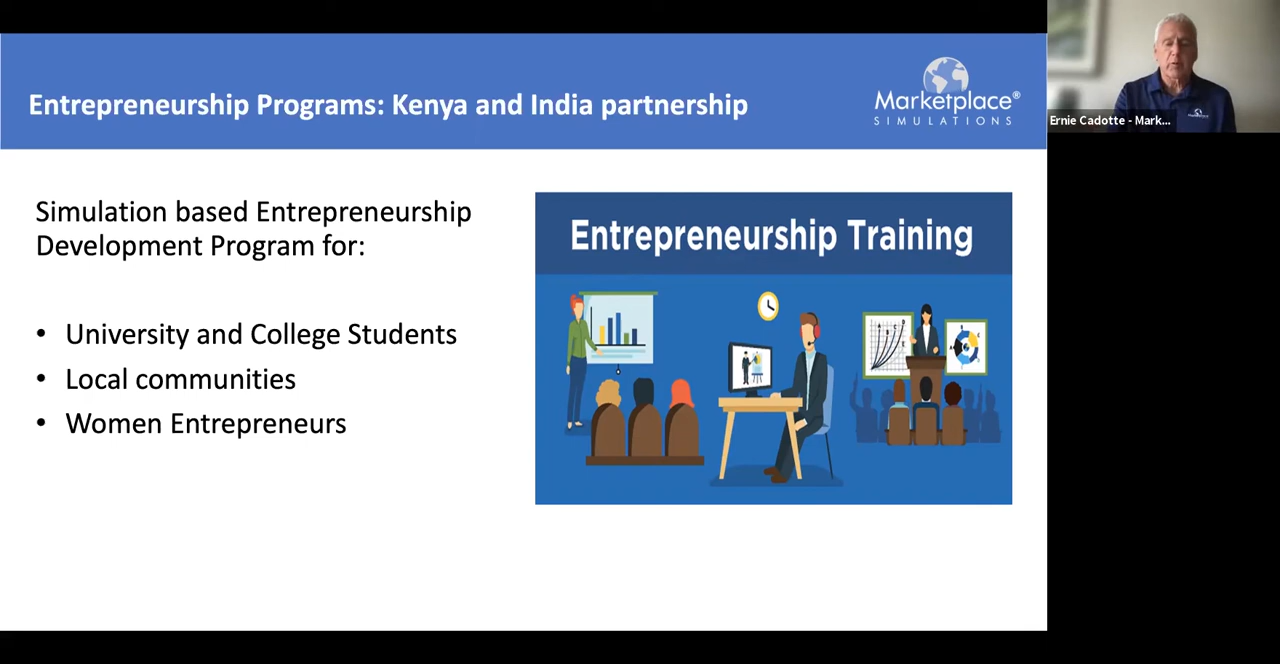 Entrepreneurship Programs: Kenya and India partnership
Marketplace®
SIMULATIONS
Ernie Cadotte - Mark...
Simulation based Entrepreneurship
Development Program for:
• University and College Students
• Local communities
• Women Entrepreneurs
Entrepreneurship Training